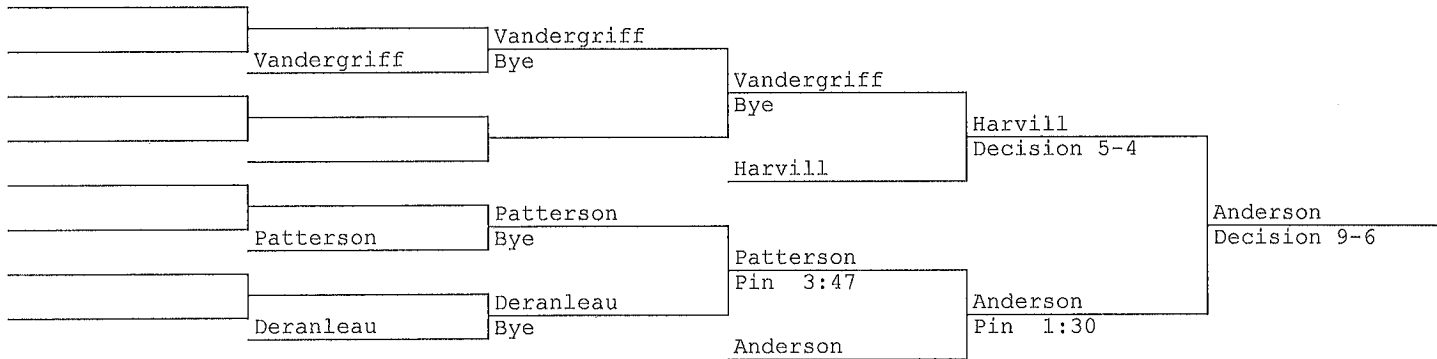 Vandergriff
Vandergriff
Bye
Vandergriff
Bye
Harvill
Decision 5-4
Harvill
Patterson
Patterson
Bye
Anderson
Decision 9-6
Patterson
Pin 3:47
Deranleau
Deranleau
Bye
Anderson
Pin 1:30
Anderson